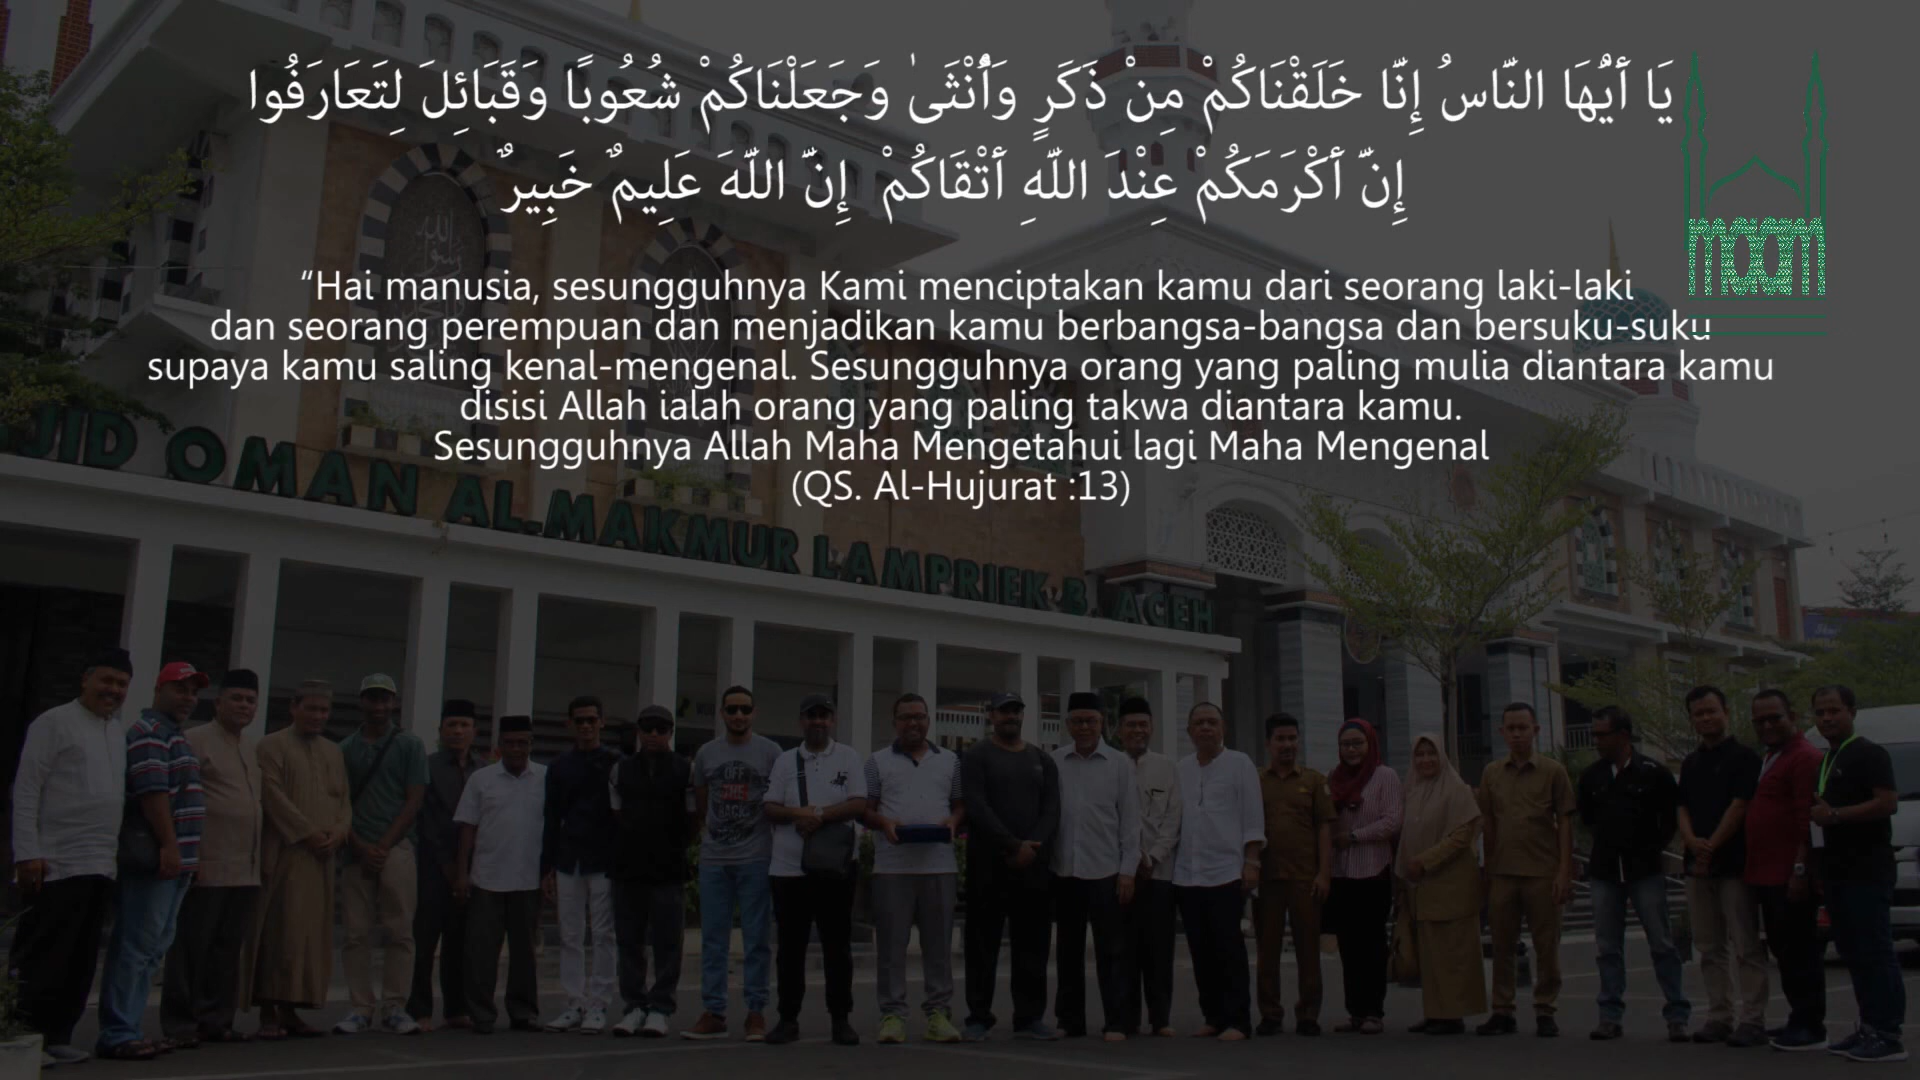 يَا أَيُّهَا النَّاسُ إِنَّا خَلَقْنَاكُمْ مِنْ ذَكَرٍ وَأُنْثَىٰ وَجَعَلْنَاكُمْ شُعُوبًا وَقَبَائِلَ لِتَعَارَفُوا
إِنَّ أَكْرَمَكُمْ عِنْدَ اللَّهِ أَتْقَاكُمْ إِنَّ اللَّهَ عَلِيمٌ خَبِيرٌ
“Hai manusia, sesungguhnya Kami menciptakan kamu dari seorang laki-laki
dan seorang perempuan dan menjadikan kamu berbangsa-bangsa dan bersuku-suku
supaya kamu saling kenal-mengenal. Sesungguhnya orang yang paling mulia diantara kamu
disisi Allah ialah orang yang paling takwa diantara kamu.
Sesungguhnya Allah Maha Mengetahui lagi Maha Mengenal
(QS. Al-Hujurat :13)
JID OMAN AL-MAKMUR LAMPRIEK B. ACEH
OFF
THE